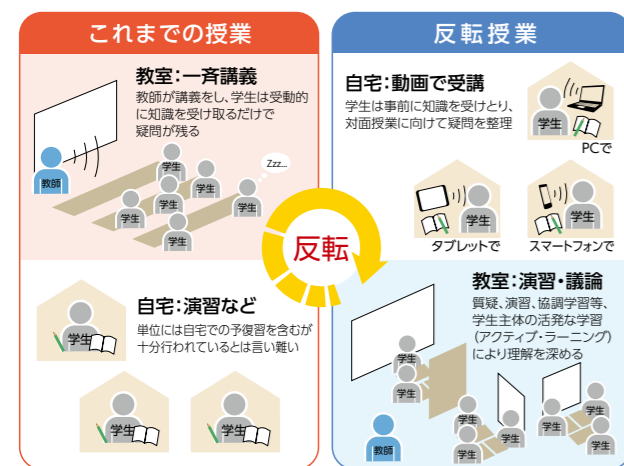 これまでの授業
教室：一斉講義
教師が講義をし、学生は受動的
に知識を受け取るだけで
疑問が残る
教師
学生
Zzz...
学生
学生
学生
学生
学生
自宅：演習など
単位には自宅での予復習を含むが
十分行われているとは言い難い
学生
学生
学生
反転
反転授業
自宅：動画で受講
学生は事前に知識を受けとり、
対面授業に向けて疑問を整理
学生
PCで
学生
タブレットで
学生
スマートフォンで
教室：演習・議論
質疑、演習、協調学習等、
学生主体の活発な学習
（アクティブ・ラーニング）
により理解を深める
学生
学生
教師
学生
学生
学生
学生
学生
学生